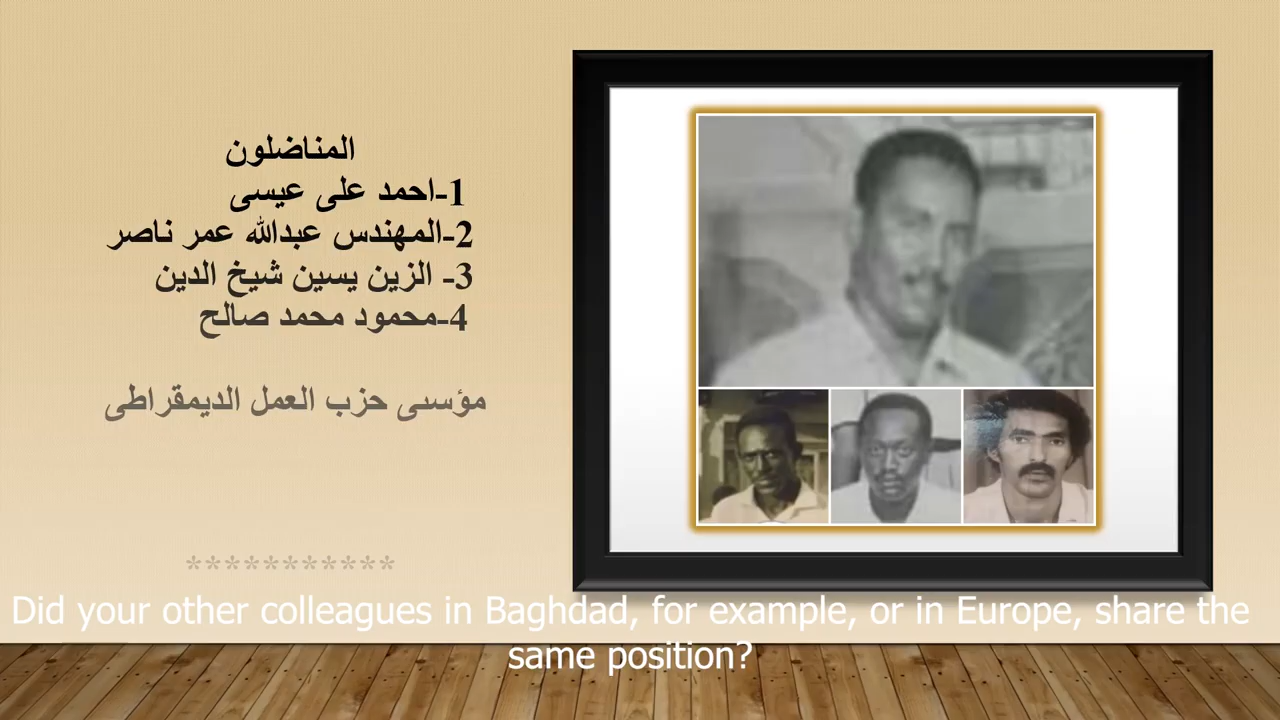 المناضلون
1-احمد على عيسى
2-المهندس عبدالله عمر ناصر
3- الزين يسين شيخ الدين
4-محمود محمد صالح
مؤسسى حزب العمل الديمقراطى
***********
Did your other colleagues in Baghdad, for example, or in Europe, share the
same position?